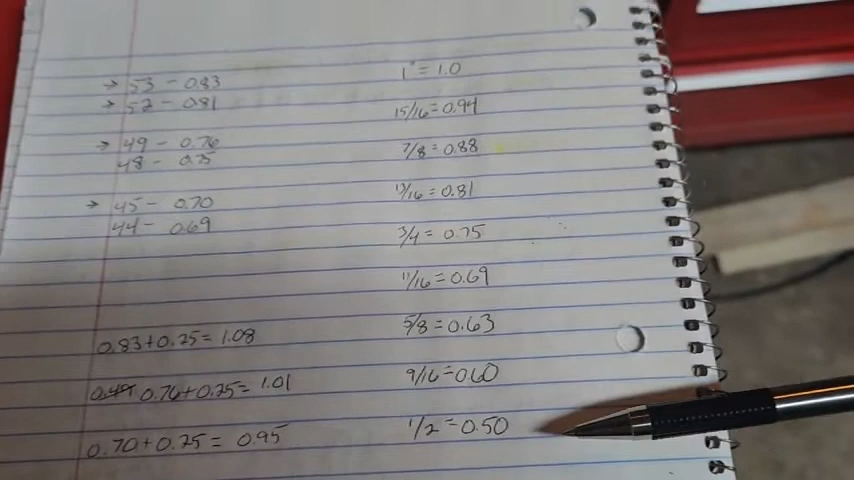 → 53 - 0.83
→ 52 - 0.81
→ 49 - 0.76
48 - 0.75
→ 45 - 0.70
44 - 0.69
0.83+0.25= 1.08
0.49 0.76+0.25= 1.01
0.70+0.25 = 0.95
1" = 1.0
15/16 = 0.94
7/8 = 0.88
13/16 = 0.81
3/4 = 0.75
11/16 = 0.69
5/8 = 0.63
9/16 = 0.60
1/2 = 0.50